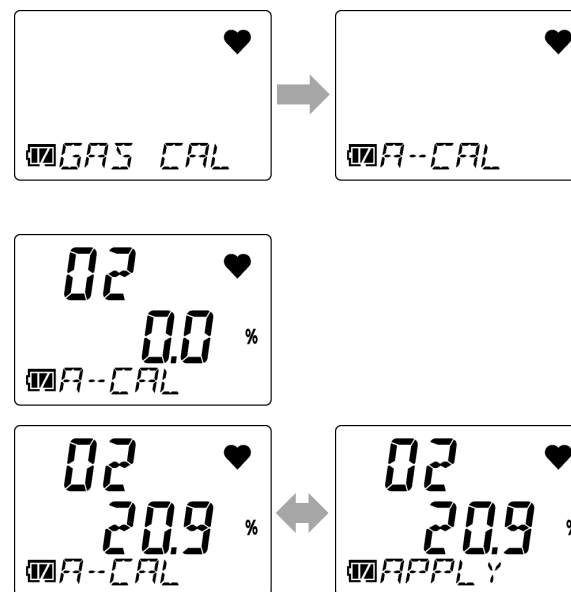 GAS CAL
A--CAL
O2
0.0 %
A--CAL
O2
20.9 %
A--CAL
O2
20.9 %
APPLY